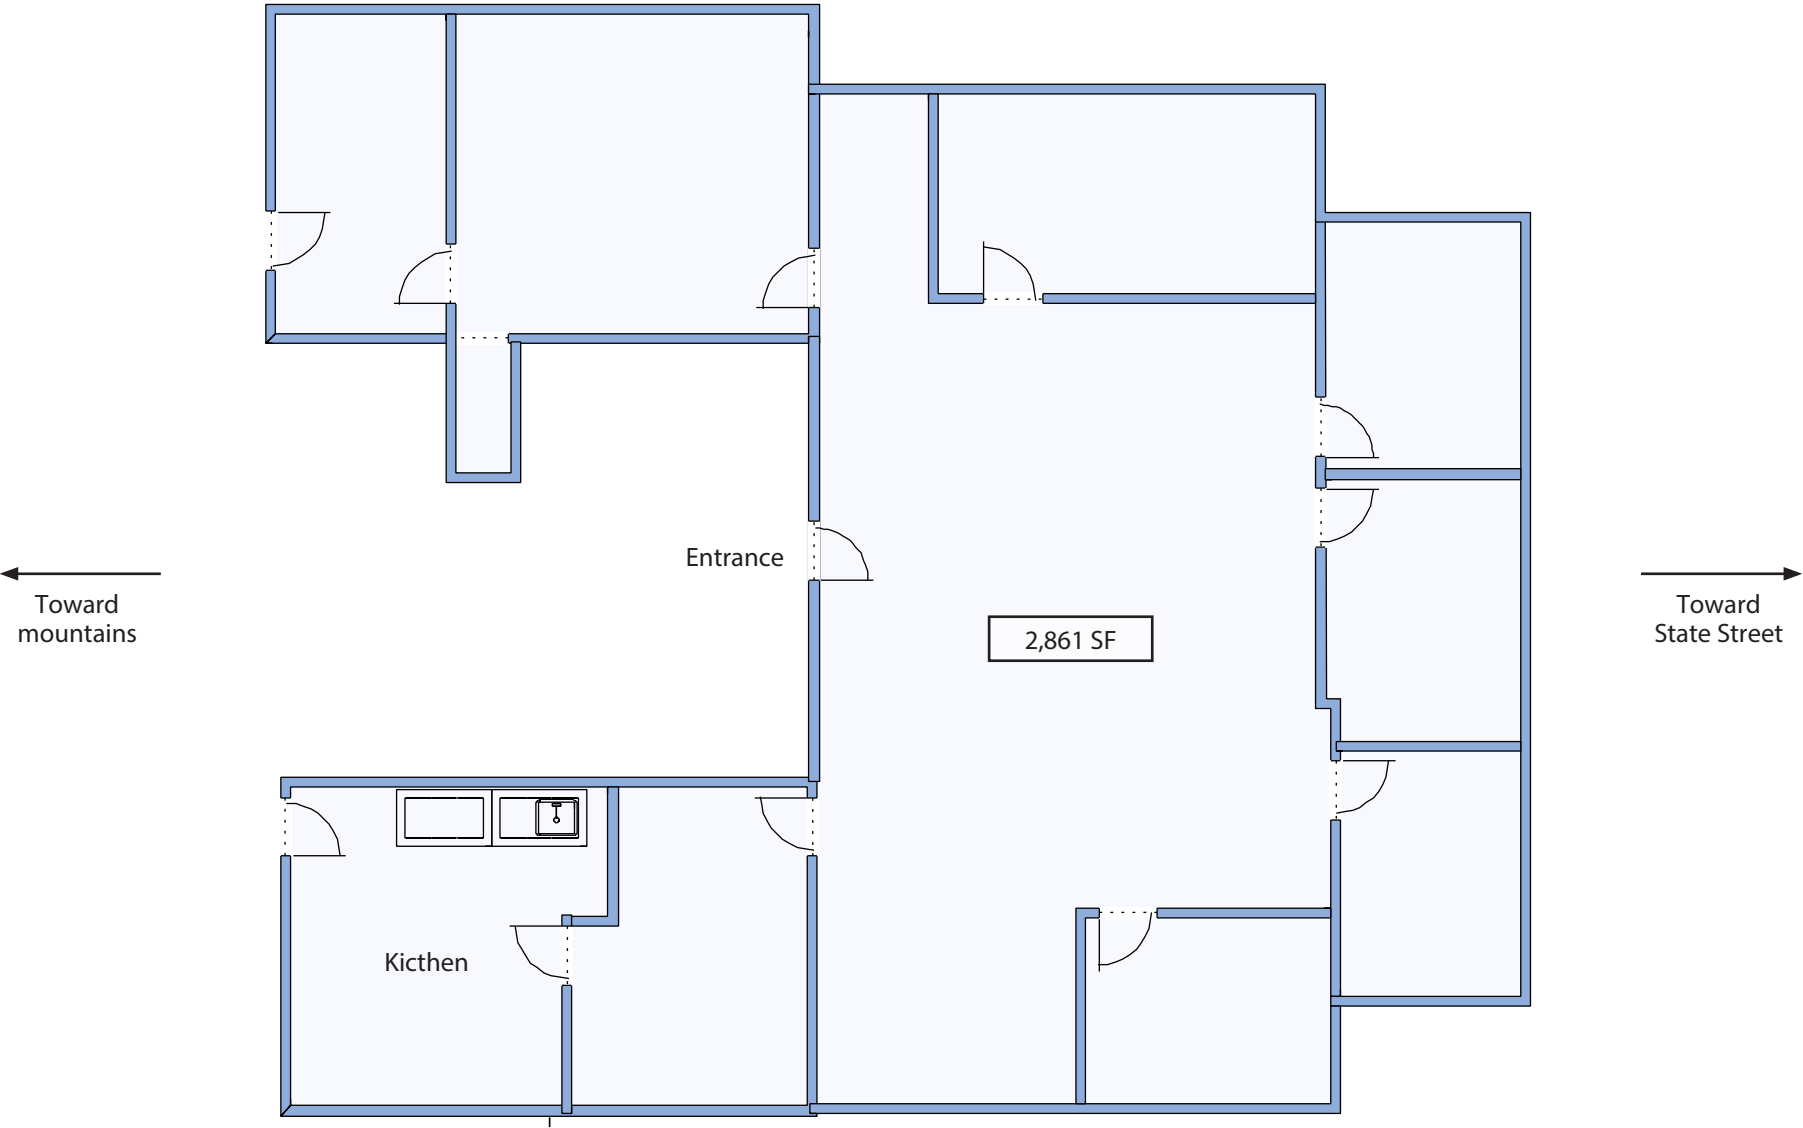 Entrance
Toward
mountains
2,861 SF
Toward
State Street
Kicthen